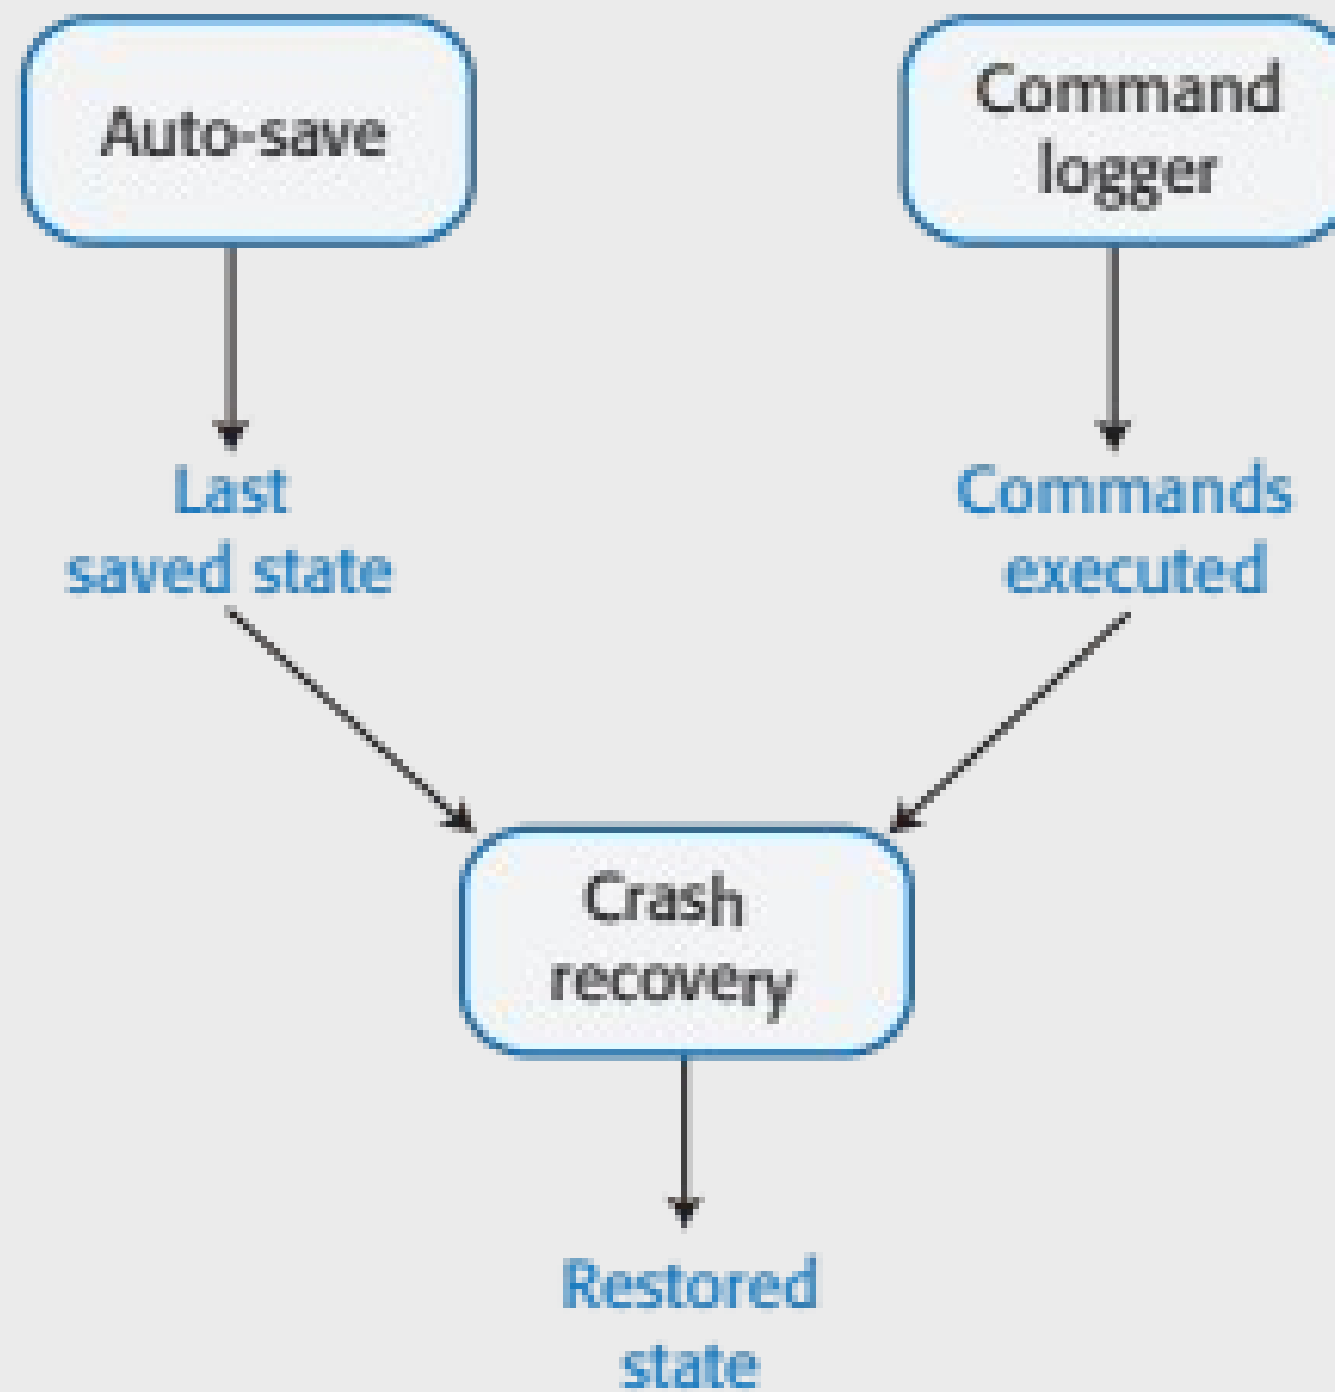 Auto-save
Command
logger
Last
saved state
Commands
executed
Crash
recovery
Restored
state